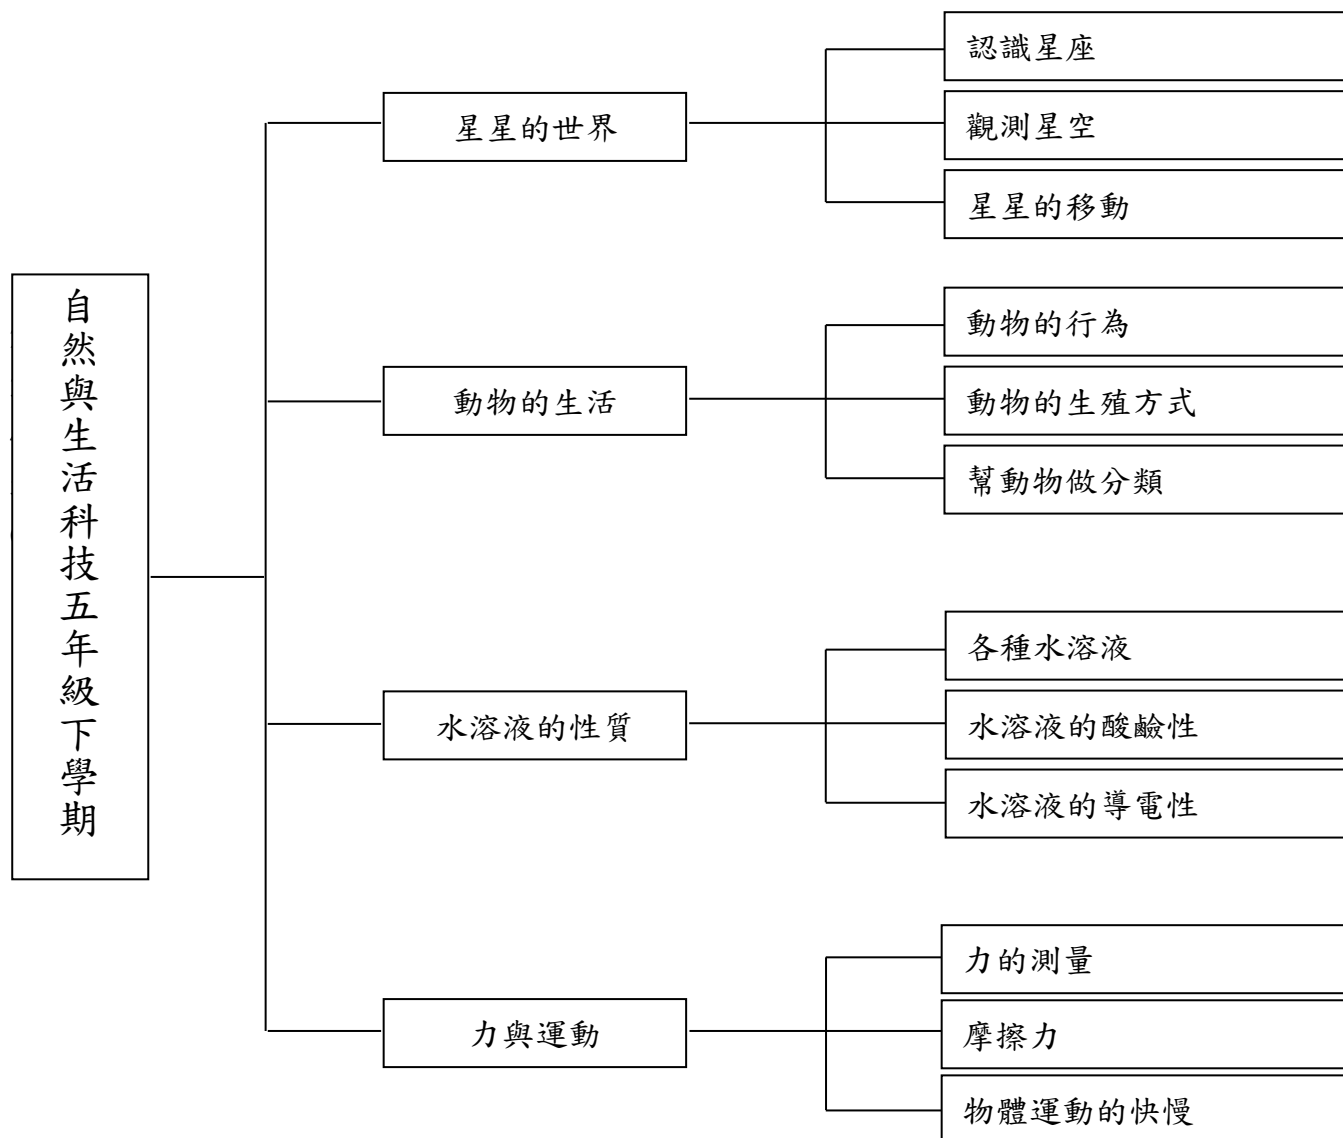 自然與生活科技五年級下學期
星星的世界
認識星座
觀測星空
星星的移動
動物的生活
動物的行為
動物的生殖方式
幫動物做分類
水溶液的性質
各種水溶液
水溶液的酸鹼性
水溶液的導電性
力與運動
力的測量
摩擦力
物體運動的快慢